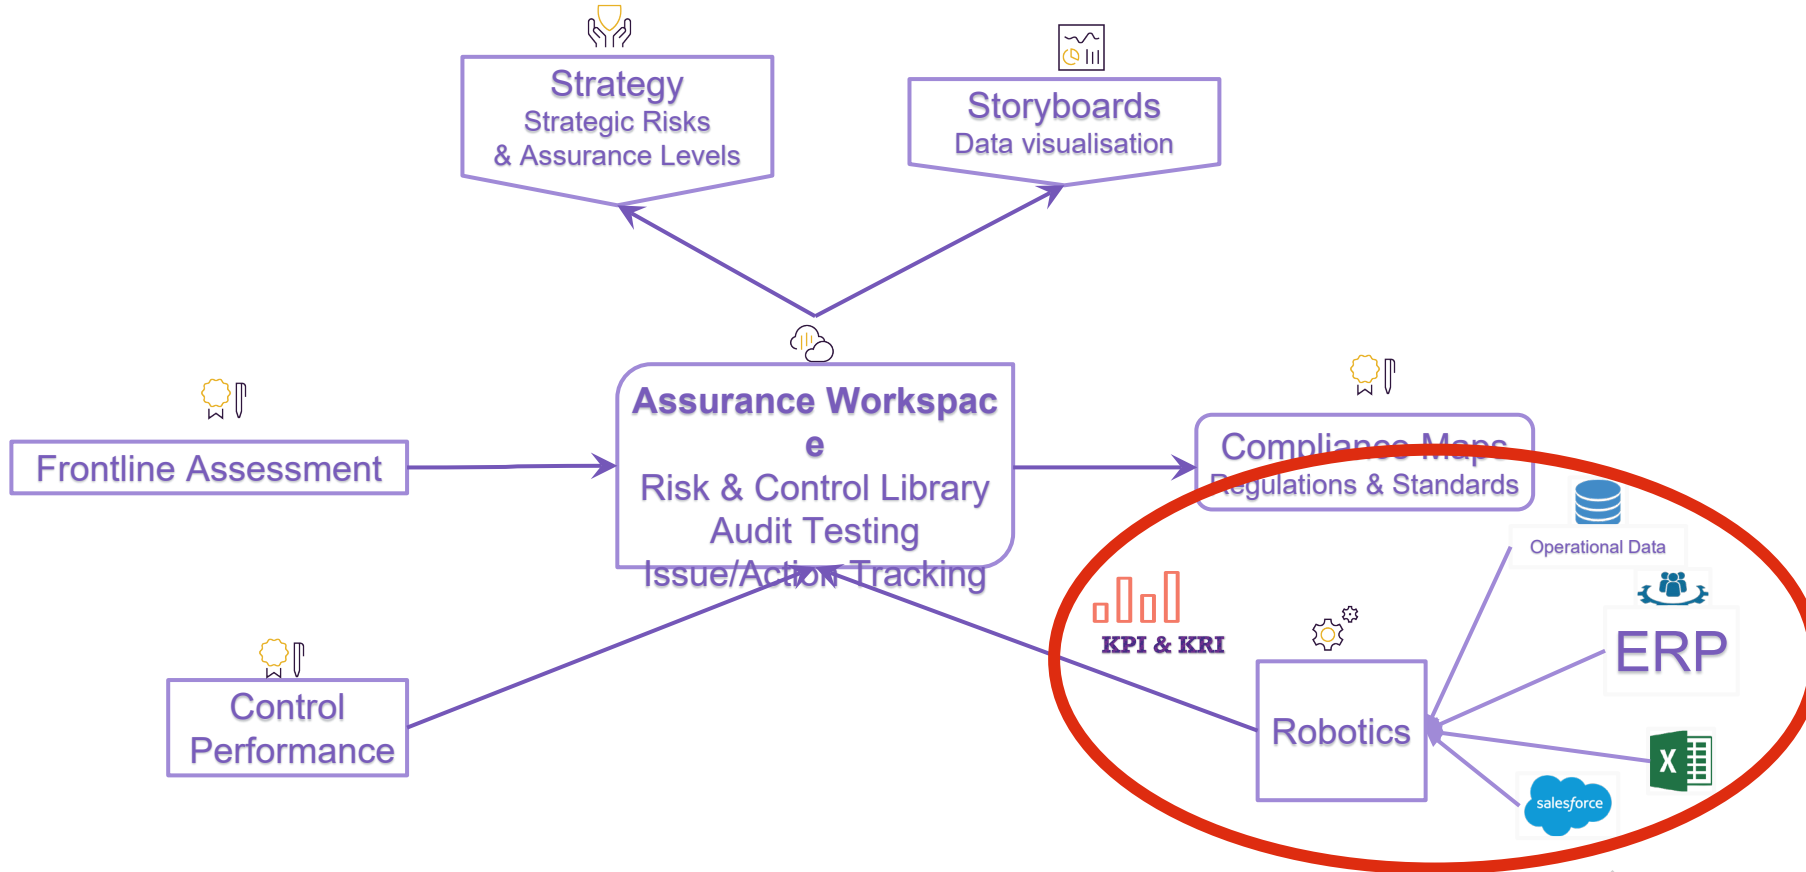 Strategy
Strategic Risks
& Assurance Levels
Storyboards
Data visualisation
Frontline Assessment
Assurance Workspac
e
Risk & Control Library
Audit Testing
Issue/Action Tracking
Compliance Maps
Regulations & Standards
Operational Data
ERP
KPI & KRI
Control
Performance
Robotics
X
salesforce